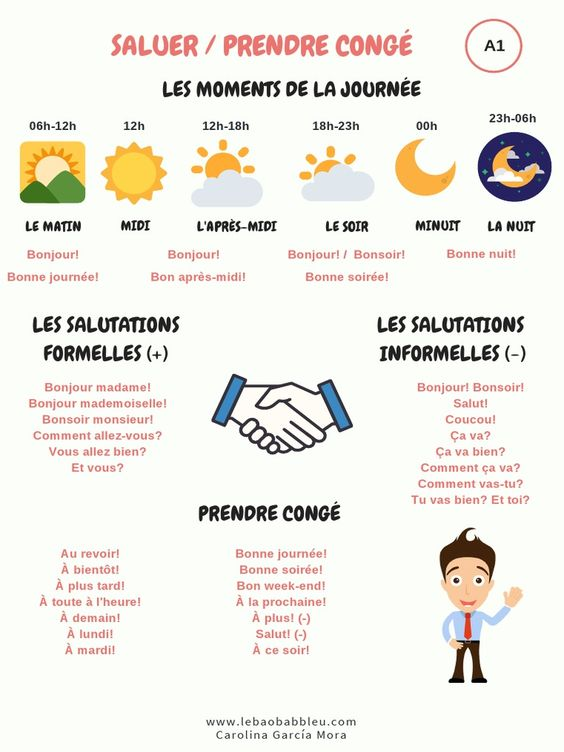 SALUER / PRENDRE CONGÉ
A1
LES MOMENTS DE LA JOURNÉE
06h-12h
12h
12h-18h
18h-23h
00h
23h-06h
LE MATIN
MIDI
L'APRÈS-MIDI
LE SOIR
MINUIT
LA NUIT
Bonjour!
Bonjour!
Bonjour! / Bonsoir!
Bonne nuit!
Bonne journée!
Bon après-midi!
Bonne soirée!
LES SALUTATIONS
FORMELLES (+)
Bonjour madame!
Bonjour mademoiselle!
Bonsoir monsieur!
Comment allez-vous?
Vous allez bien?
Et vous?
LES SALUTATIONS
INFORMELLES (-)
Bonjour! Bonsoir!
Salut!
Coucou!
Ça va?
Ça va bien?
Comment ça va?
Comment vas-tu?
Tu vas bien? Et toi?
PRENDRE CONGÉ
Au revoir!
À bientôt!
À plus tard!
À toute à l'heure!
À demain!
À lundi!
À mardi!
Bonne journée!
Bonne soirée!
Bon week-end!
À la prochaine!
À plus! (-)
Salut! (-)
À ce soir!
www.lebaobabbleu.com
Carolina García Mora